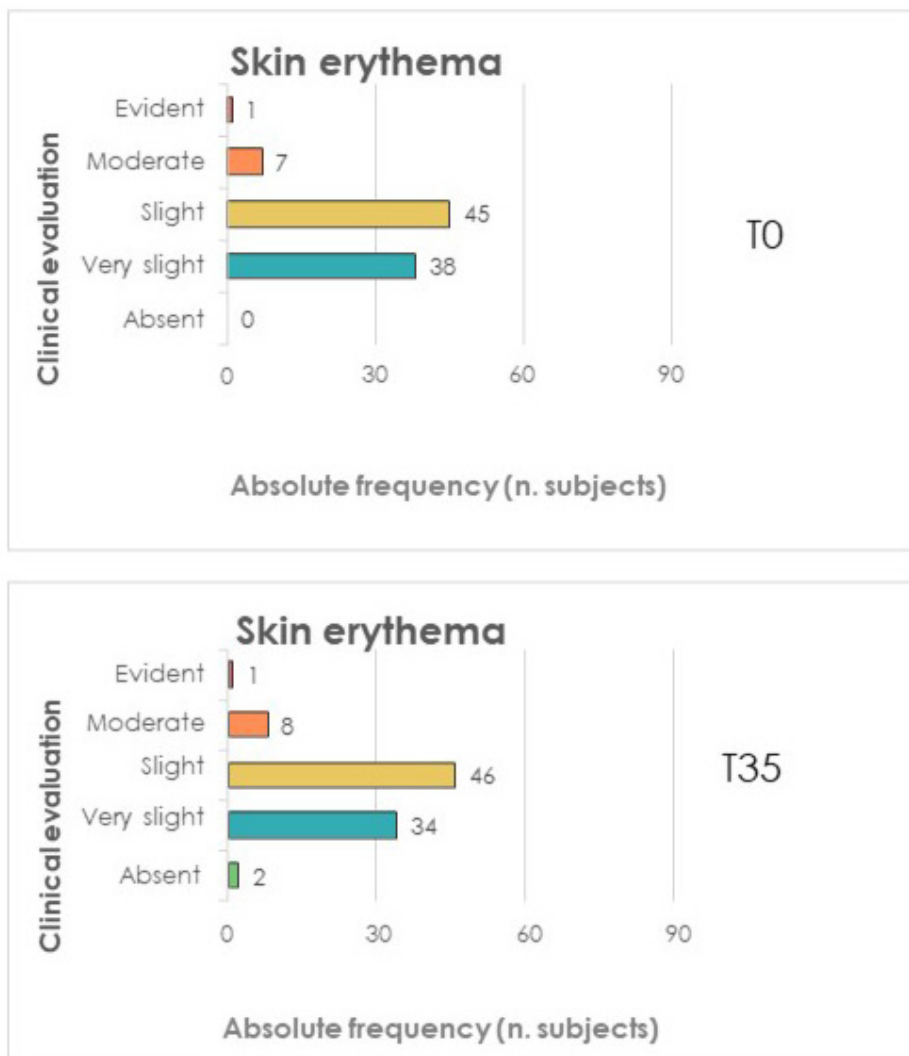 Skin erythema
Clinical evaluation
Evident 1
Moderate 7
Slight 45
Very slight 38
Absent 0
0 30 60 90
Absolute frequency (n. subjects)
T0
Skin erythema
Clinical evaluation
Evident 1
Moderate 8
Slight 46
Very slight 34
Absent 2
0 30 60 90
Absolute frequency (n. subjects)
T35